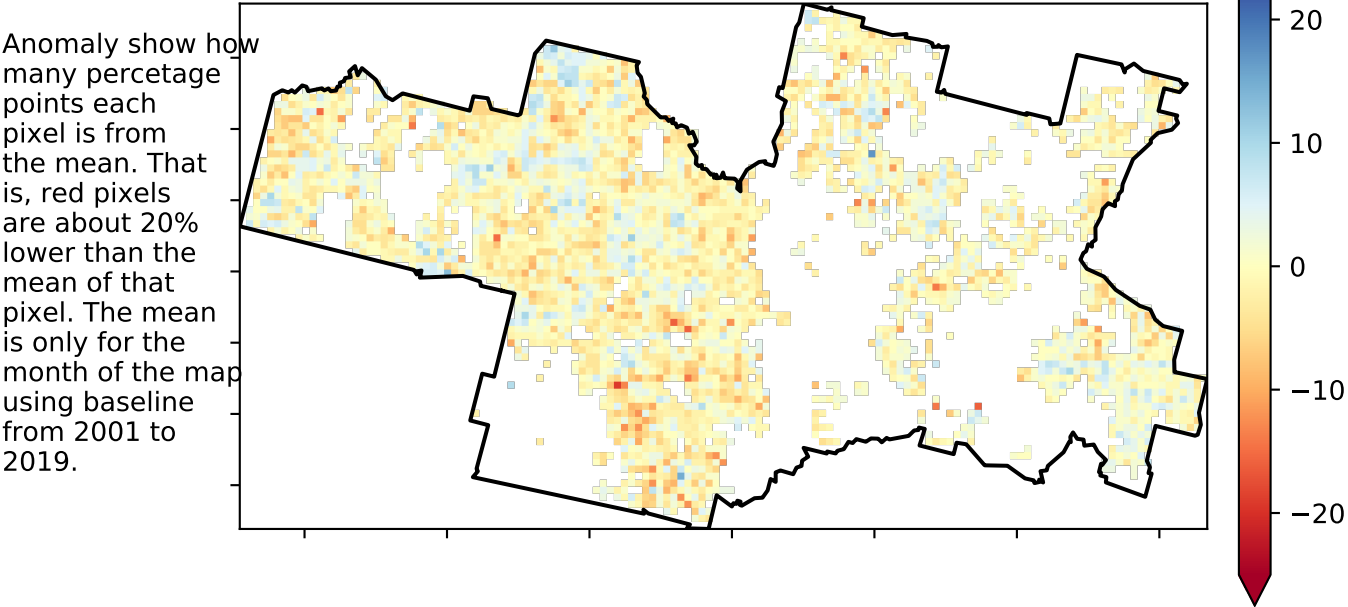 Anomaly show how
many percetage
points each
pixel is from
the mean. That
is, red pixels
are about 20%
lower than the
mean of that
pixel. The mean
is only for the
month of the map
using baseline
from 2001 to
2019.
20
10
0
−10
−20